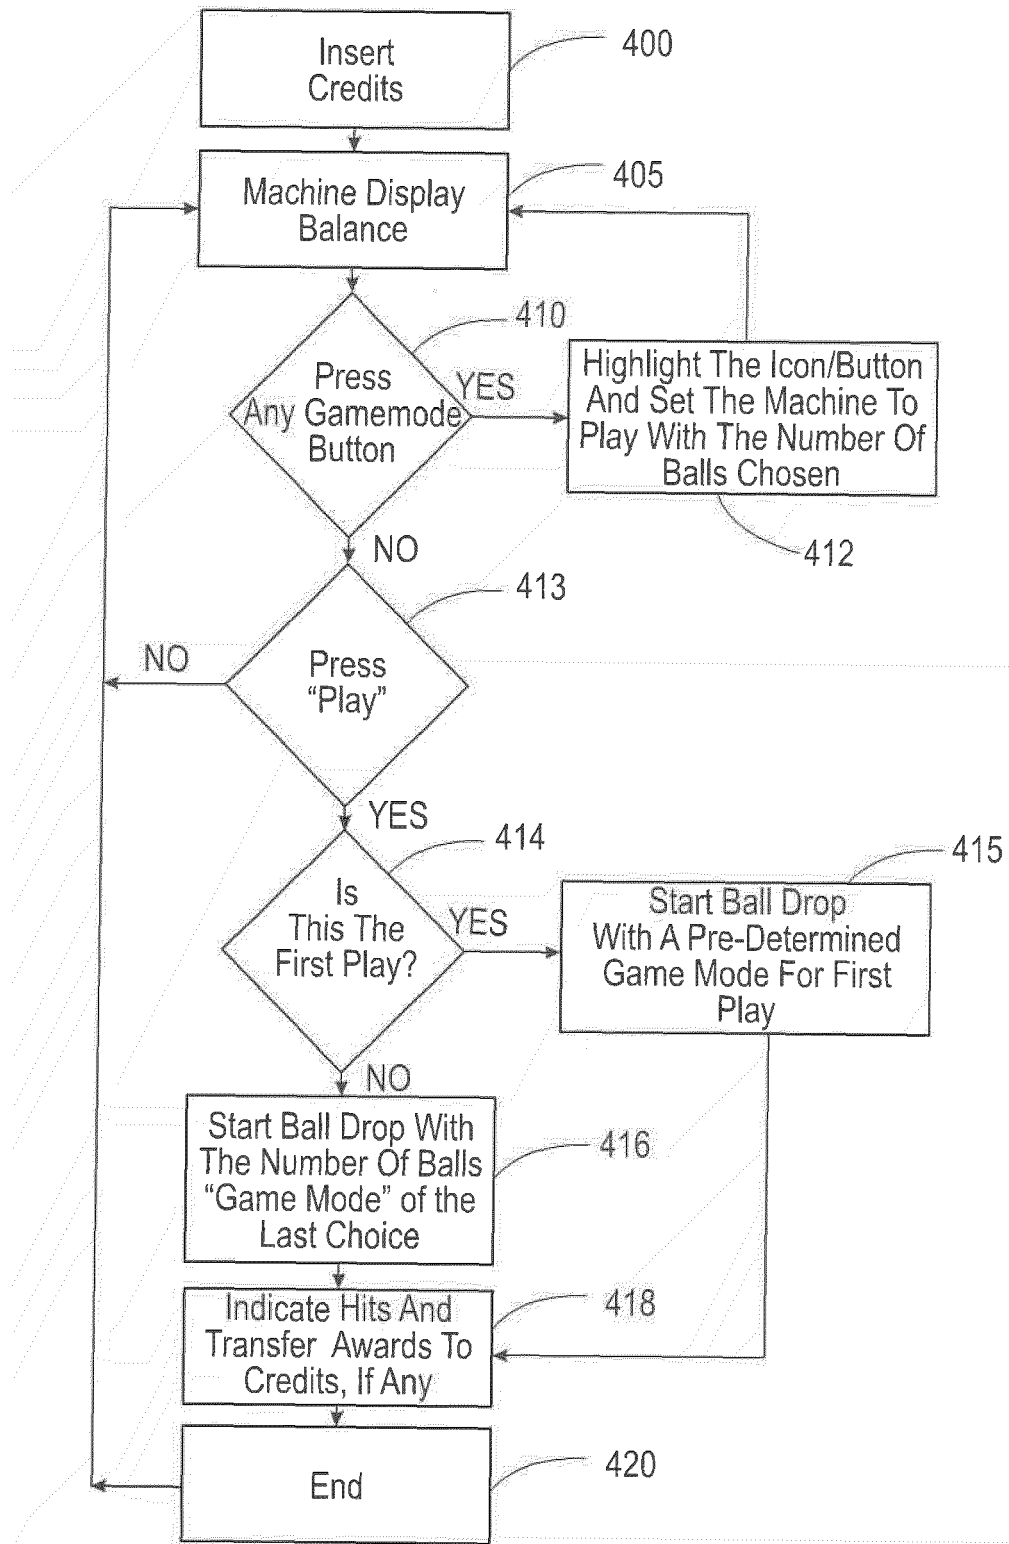 Insert
Credits
400
Machine Display
Balance
405
410
Press
Any Gamemode
Button
YES
Highlight The Icon/Button
And Set The Machine To
Play With The Number Of
Balls Chosen
412
NO
413
Press
“Play”
NO
YES
414
Is
This The
First Play?
YES
415
Start Ball Drop
With A Pre-Determined
Game Mode For First
Play
NO
Start Ball Drop With
The Number Of Balls
“Game Mode” of the
Last Choice
416
Indicate Hits And
Transfer Awards To
Credits, If Any
418
End
420